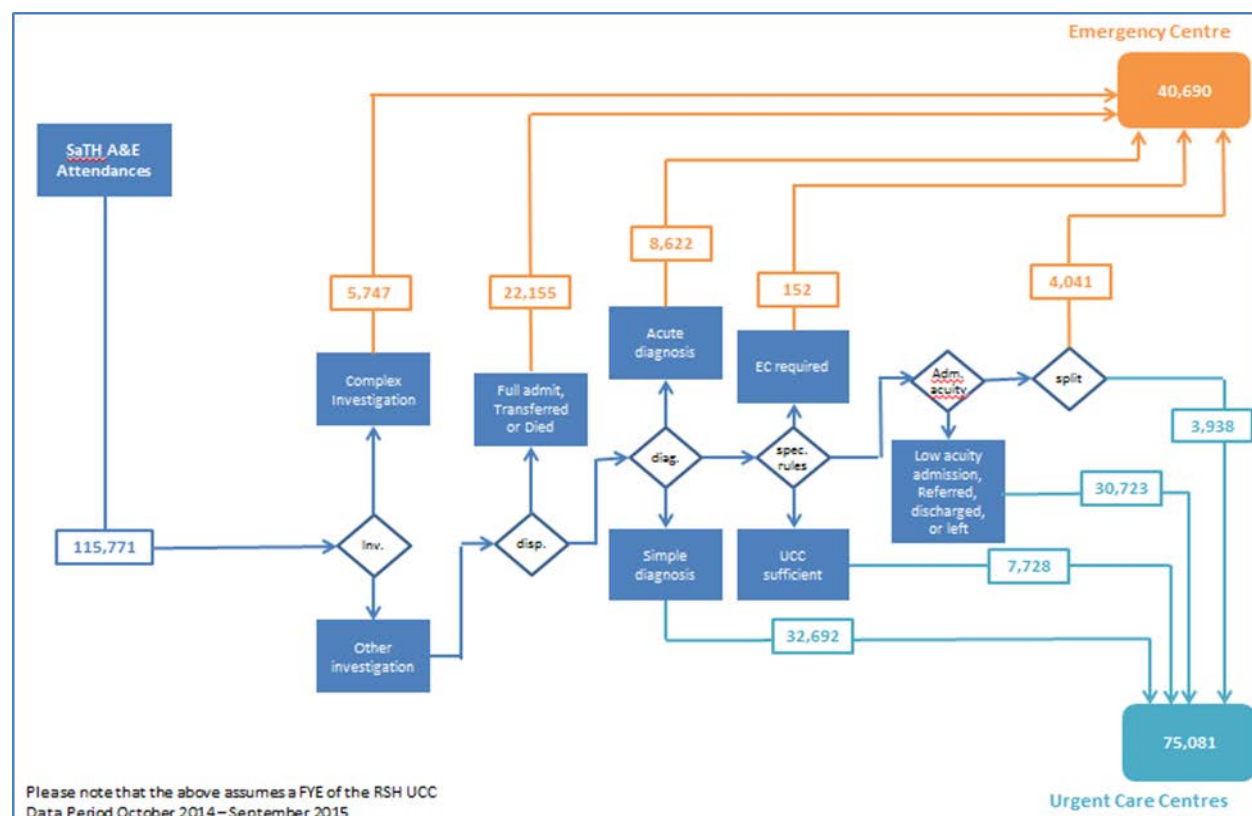 Emergency Centre
40,690
SaTH A&E
Attendances
8,622
5,747
22,155
152
4,041
Acute
diagnosis
EC required
Complex
Investigation
Full admit,
Transferred
or Died
Adm.
acuity
split
3,938
diag.
spec.
rules
Low acuity
admission,
Referred,
discharged,
or left
30,723
115,771
Inv.
disp.
Simple
diagnosis
UCC
sufficient
7,728
32,692
Other
investigation
75,081
Please note that the above assumes a FYE of the RSH UCC
Data Period October 2014 – September 2015
Urgent Care Centres